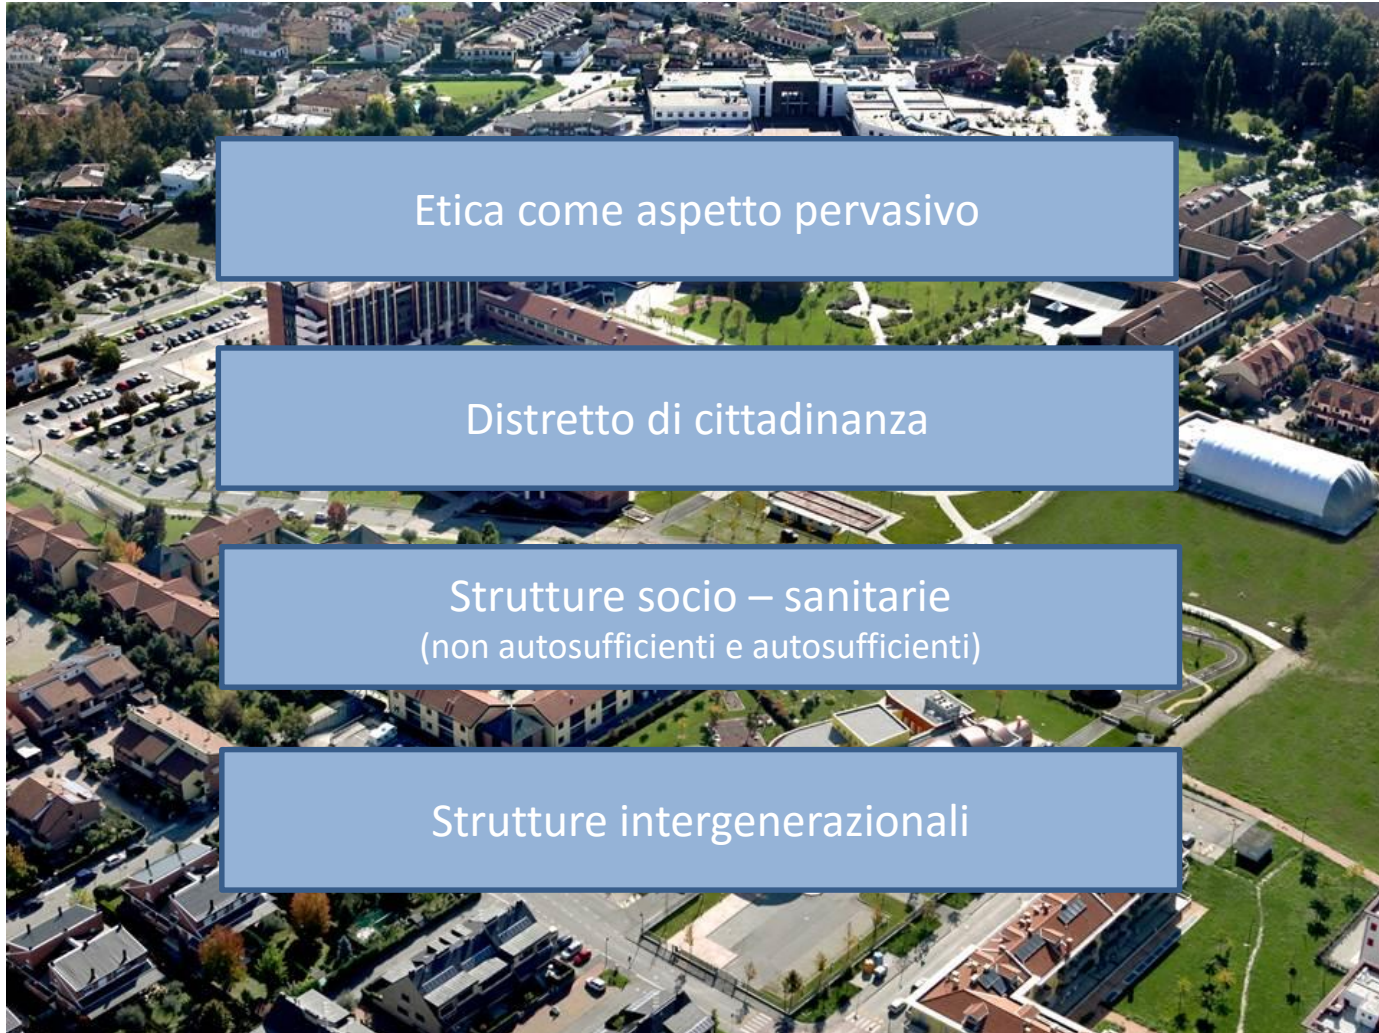 Etica come aspetto pervasivo
Distretto di cittadinanza
Strutture socio – sanitarie
(non autosufficienti e autosufficienti)
Strutture intergenerazionali